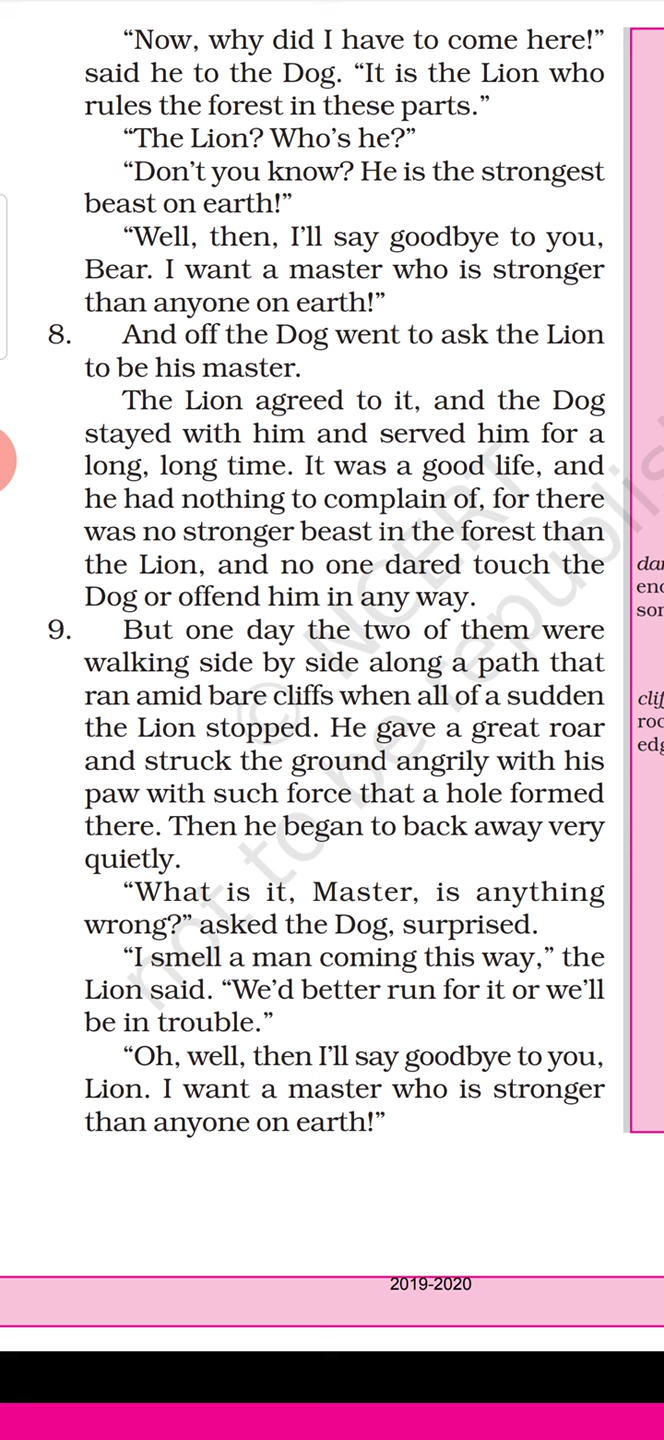 “Now, why did I have to come here!”
said he to the Dog. “It is the Lion who
rules the forest in these parts.”
“The Lion? Who’s he?”
“Don’t you know? He is the strongest
beast on earth!”
“Well, then, I’ll say goodbye to you,
Bear. I want a master who is stronger
than anyone on earth!”
8. And off the Dog went to ask the Lion
to be his master.
The Lion agreed to it, and the Dog
stayed with him and served him for a
long, long time. It was a good life, and
he had nothing to complain of, for there
was no stronger beast in the forest than
the Lion, and no one dared touch the
Dog or offend him in any way.
9. But one day the two of them were
walking side by side along a path that
ran amid bare cliffs when all of a sudden
the Lion stopped. He gave a great roar
and struck the ground angrily with his
paw with such force that a hole formed
there. Then he began to back away very
quietly.
“What is it, Master, is anything
wrong?” asked the Dog, surprised.
“I smell a man coming this way,” the
Lion said. “We’d better run for it or we’ll
be in trouble.”
“Oh, well, then I’ll say goodbye to you,
Lion. I want a master who is stronger
than anyone on earth!”
© NCERT
not to be republis
2019-2020